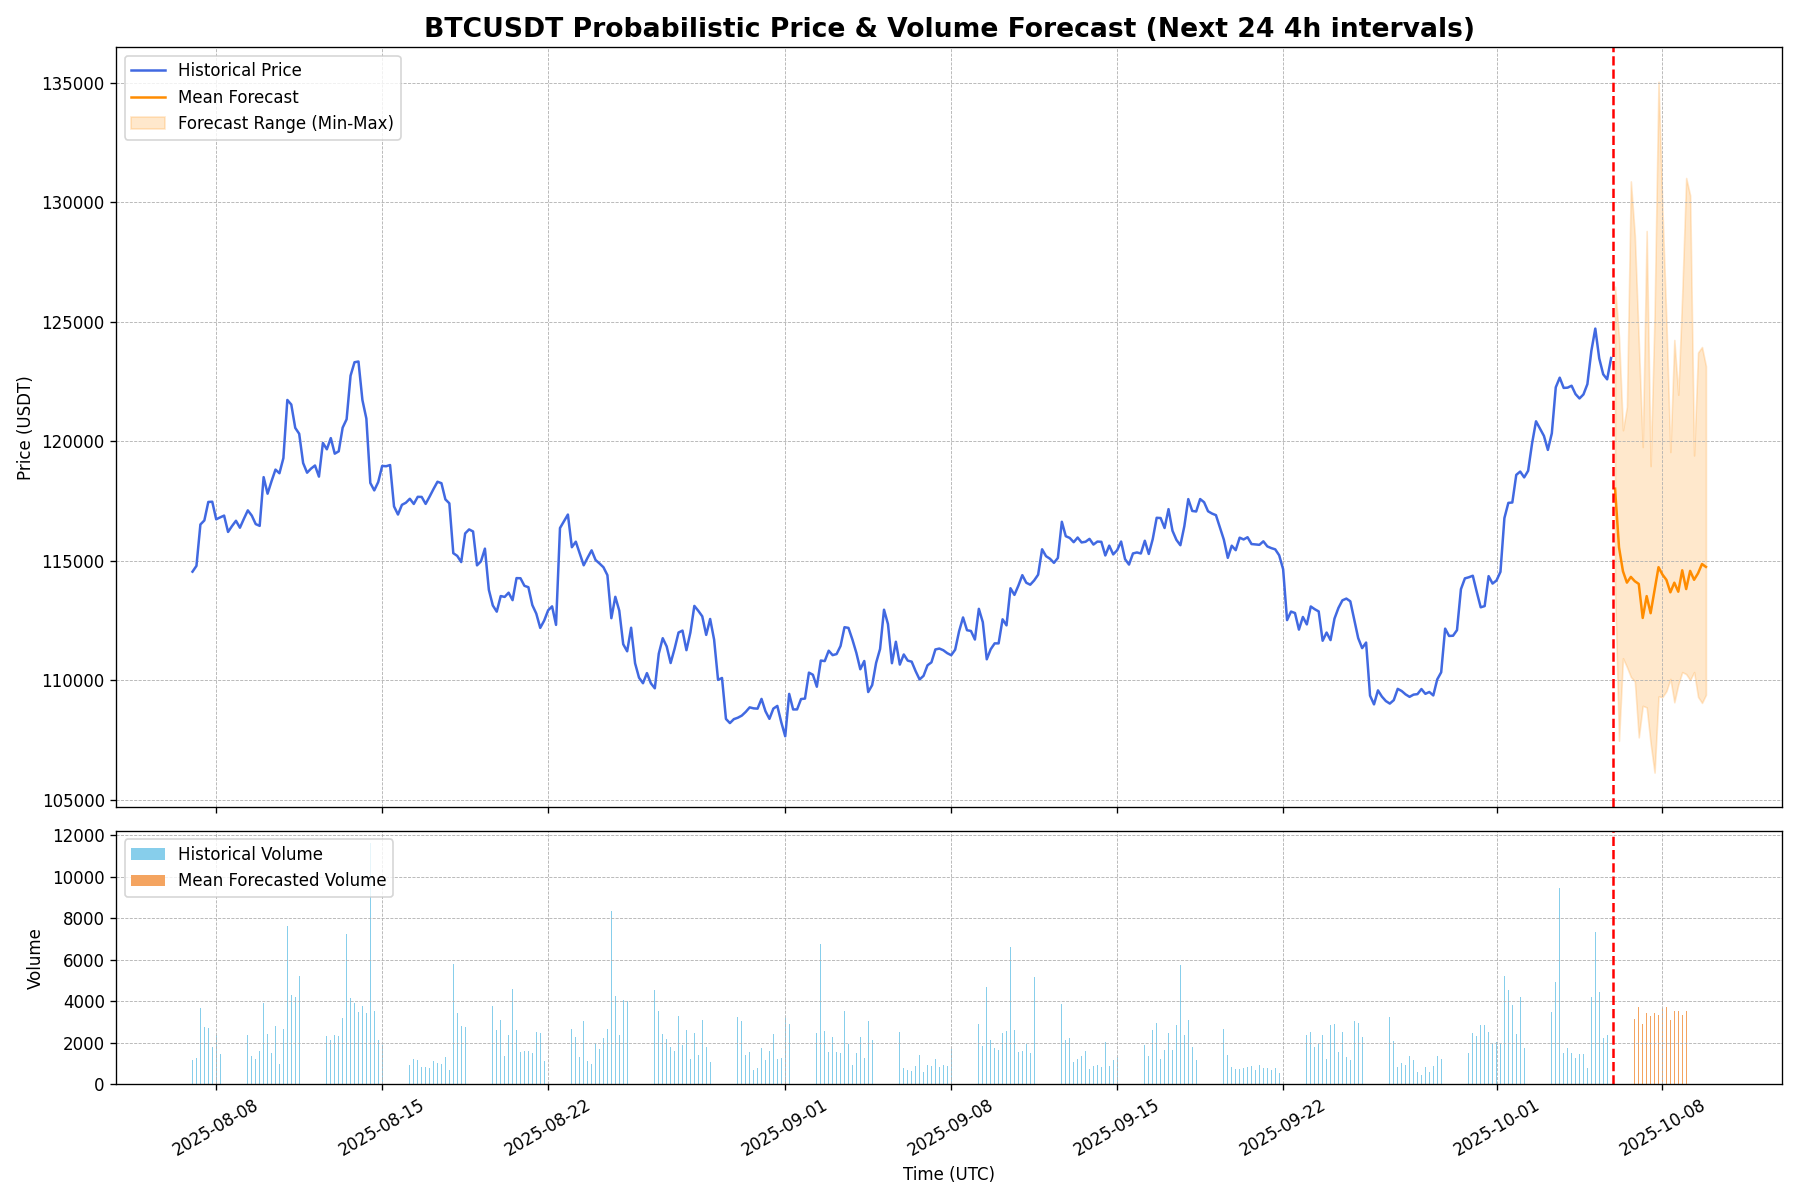 BTCUSDT Probabilistic Price & Volume Forecast (Next 24 4h intervals)
Historical Price
Mean Forecast
Forecast Range (Min-Max)
135000
130000
125000
120000
115000
110000
105000
Price (USDT)
Historical Volume
Mean Forecasted Volume
12000
10000
8000
6000
4000
2000
0
Volume
2025-08-08
2025-08-15
2025-08-22
2025-09-01
2025-09-08
2025-09-15
2025-09-22
2025-10-01
2025-10-08
Time (UTC)